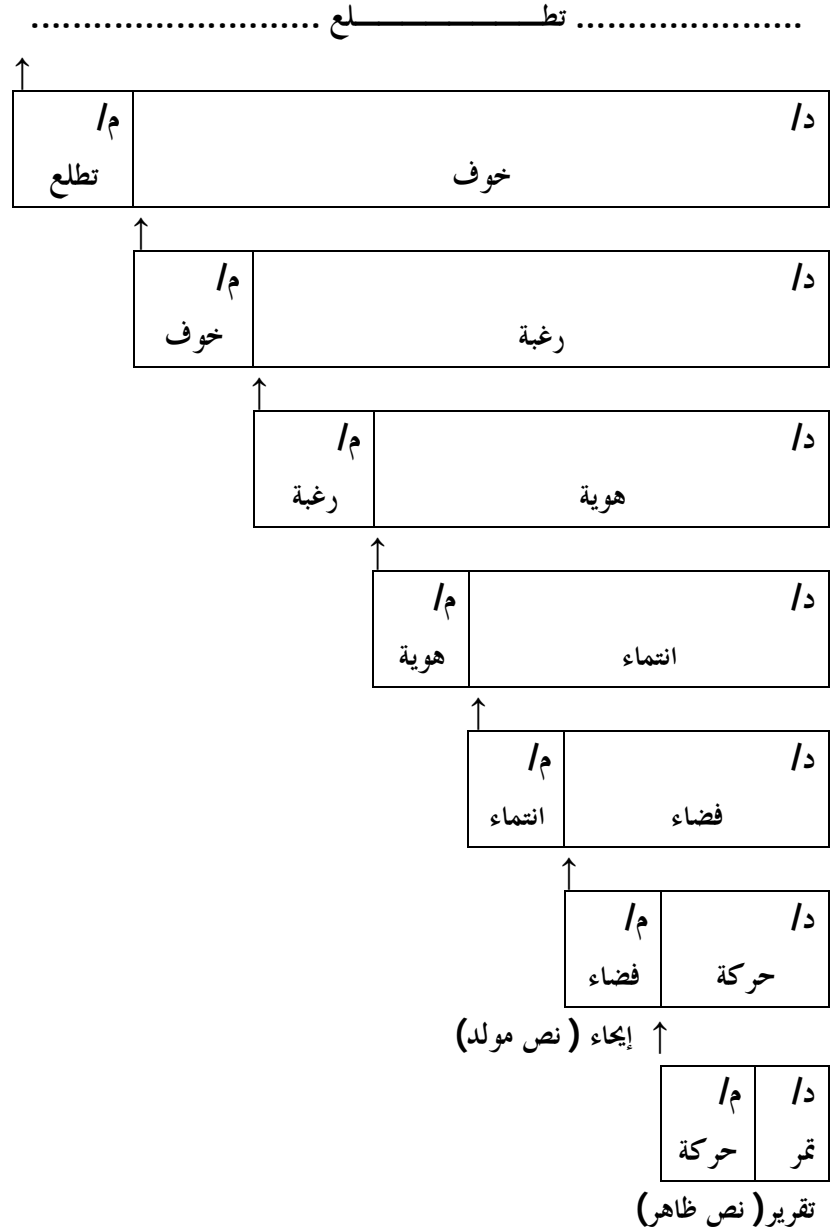 ..................... تطـــــــــــــلع ...........................
↑
د/ م/
خوف تطلع
↑
د/ م/
رغبة خوف
↑
د/ م/
هوية رغبة
↑
د/ م/
انتماء هوية
↑
د/ م/
فضاء انتماء
↑
د/ م/
حركة فضاء
↑ إيحاء ( نص مولد)
د/ م/
تمر حركة
تقرير( نص ظاهر)